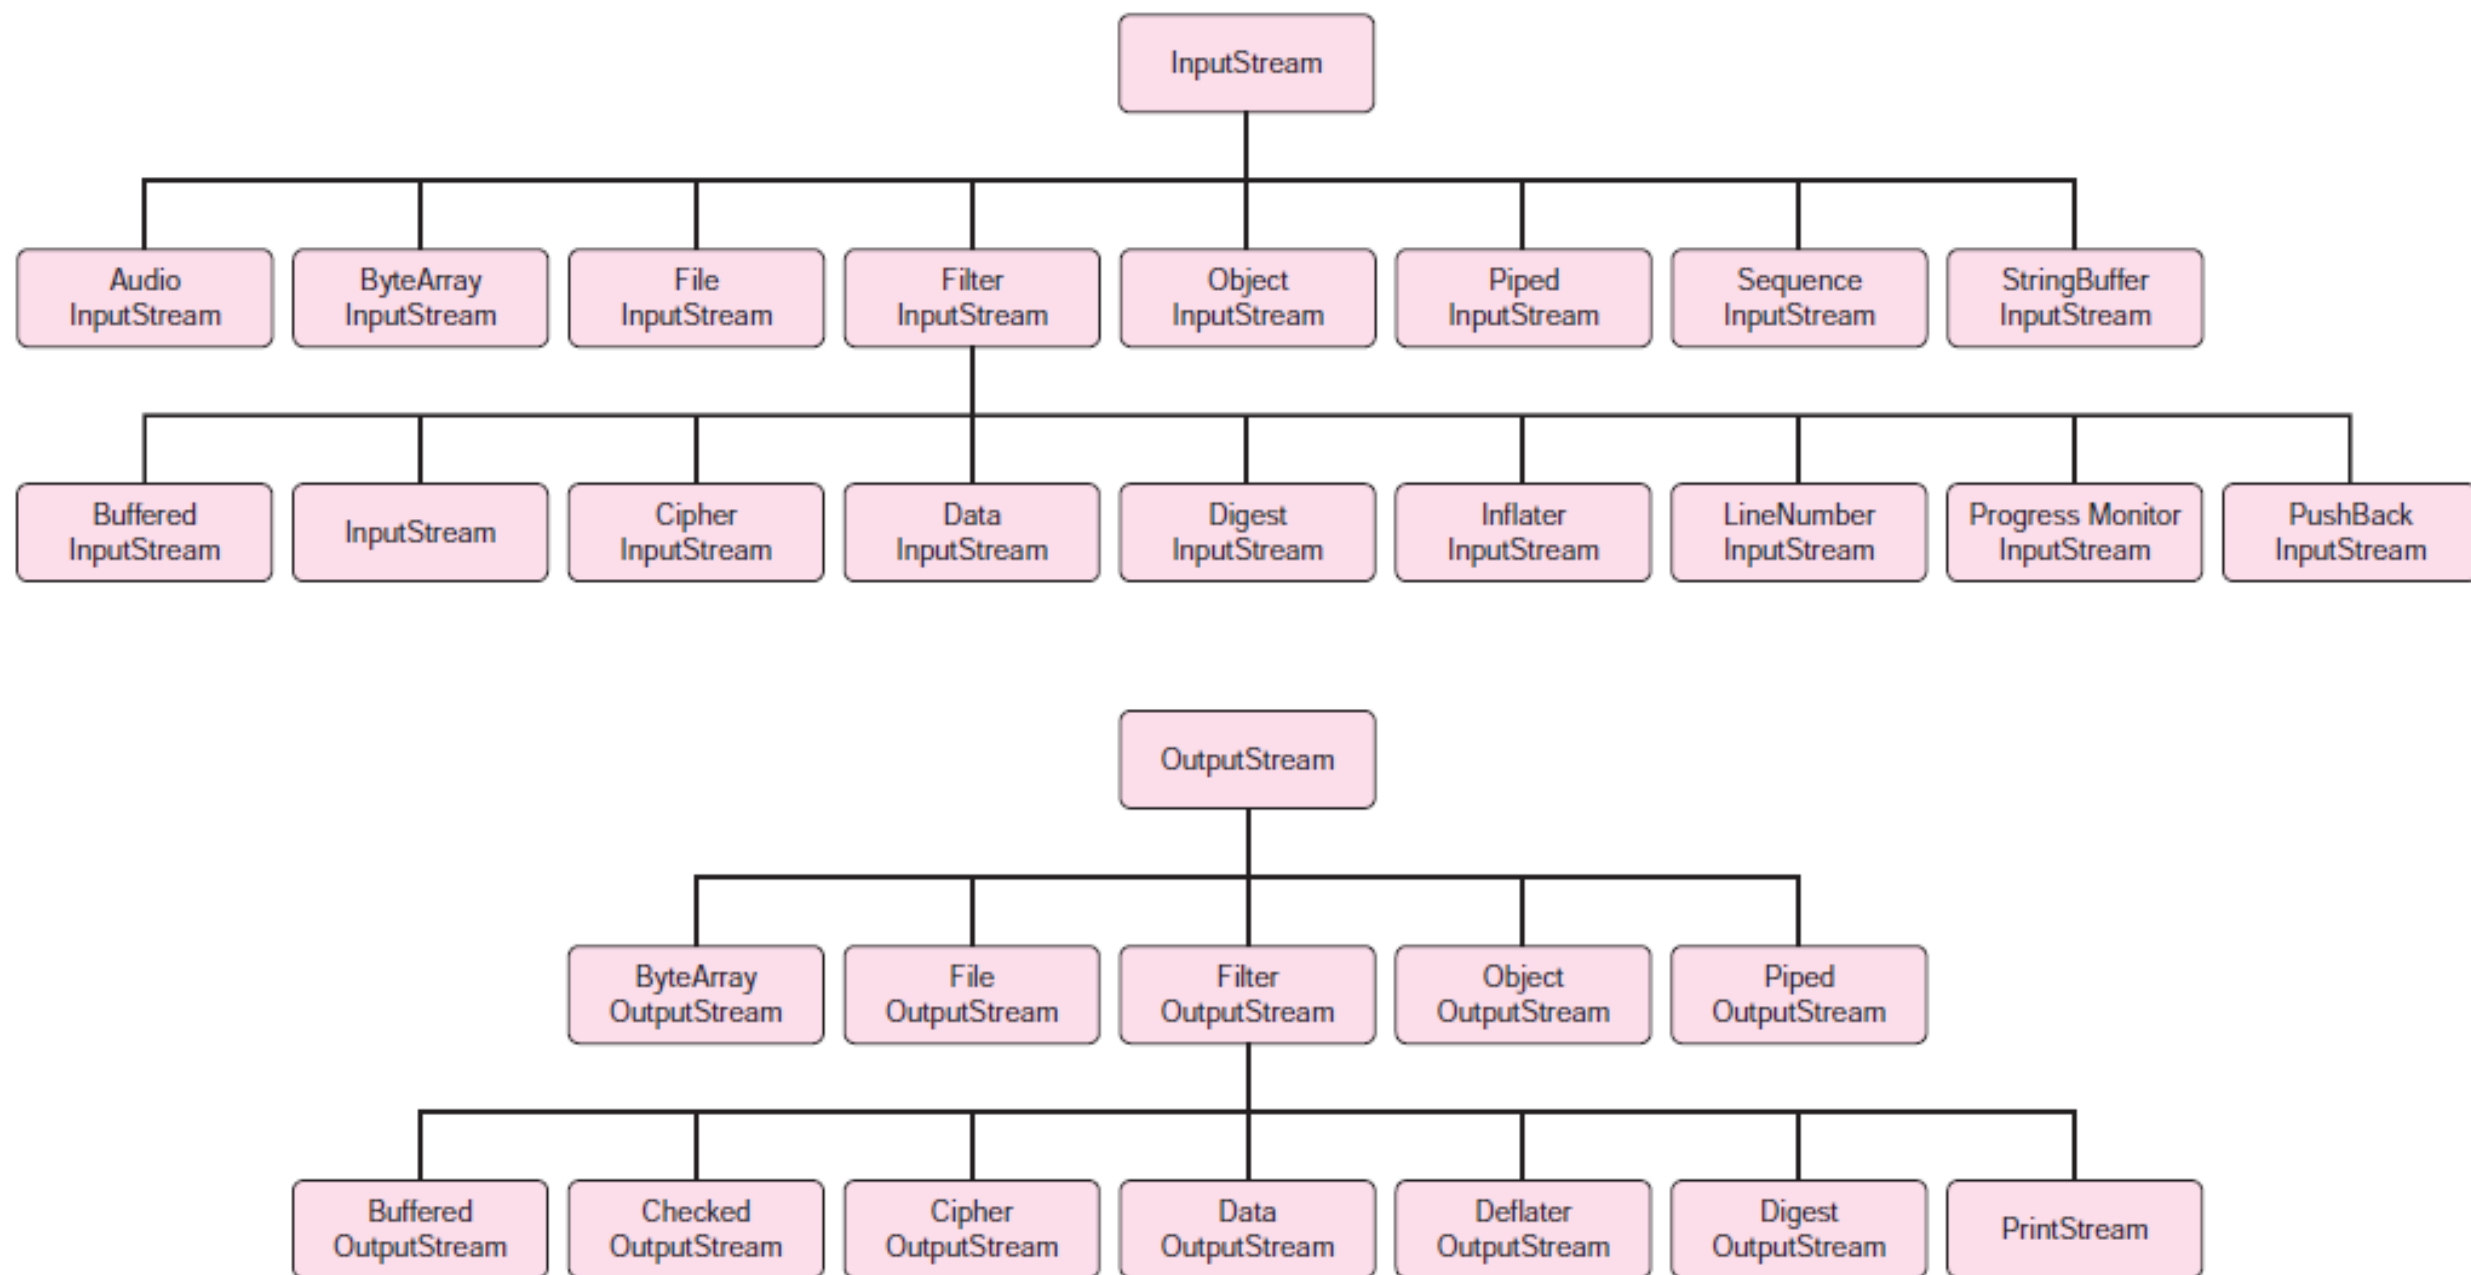 InputStream
Audio
InputStream
ByteArray
InputStream
File
InputStream
Filter
InputStream
Object
InputStream
Piped
InputStream
Sequence
InputStream
StringBuffer
InputStream
Buffered
InputStream
InputStream
Cipher
InputStream
Data
InputStream
Digest
InputStream
Inflater
InputStream
LineNumber
InputStream
Progress Monitor
InputStream
PushBack
InputStream
OutputStream
ByteArray
OutputStream
File
OutputStream
Filter
OutputStream
Object
OutputStream
Piped
OutputStream
Buffered
OutputStream
Checked
OutputStream
Cipher
OutputStream
Data
OutputStream
Deflater
OutputStream
Digest
OutputStream
PrintStream